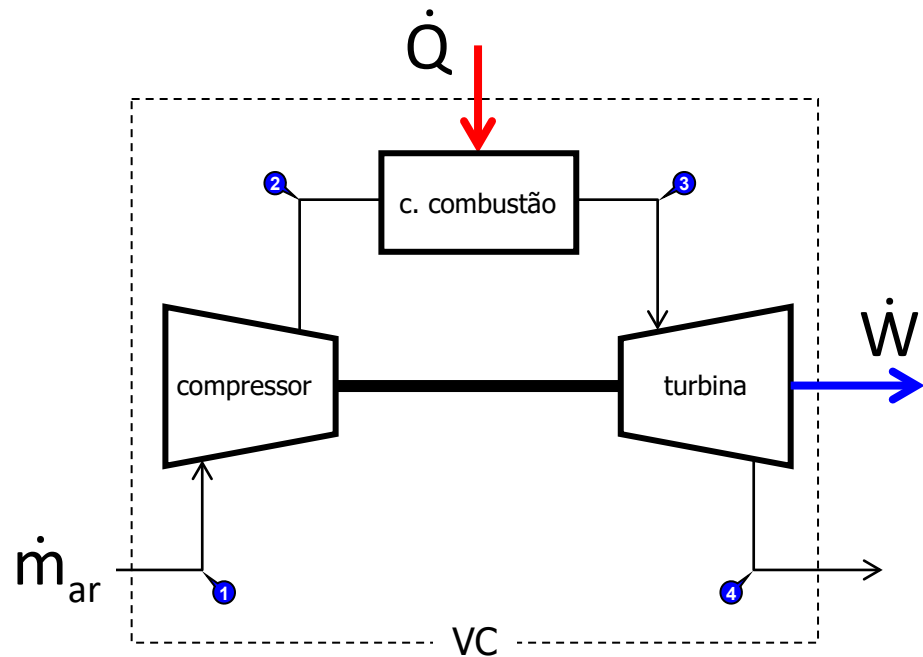 Q̇
2
3
c. combustão
compressor
turbina
Ẇ
ṁar
1
4
VC